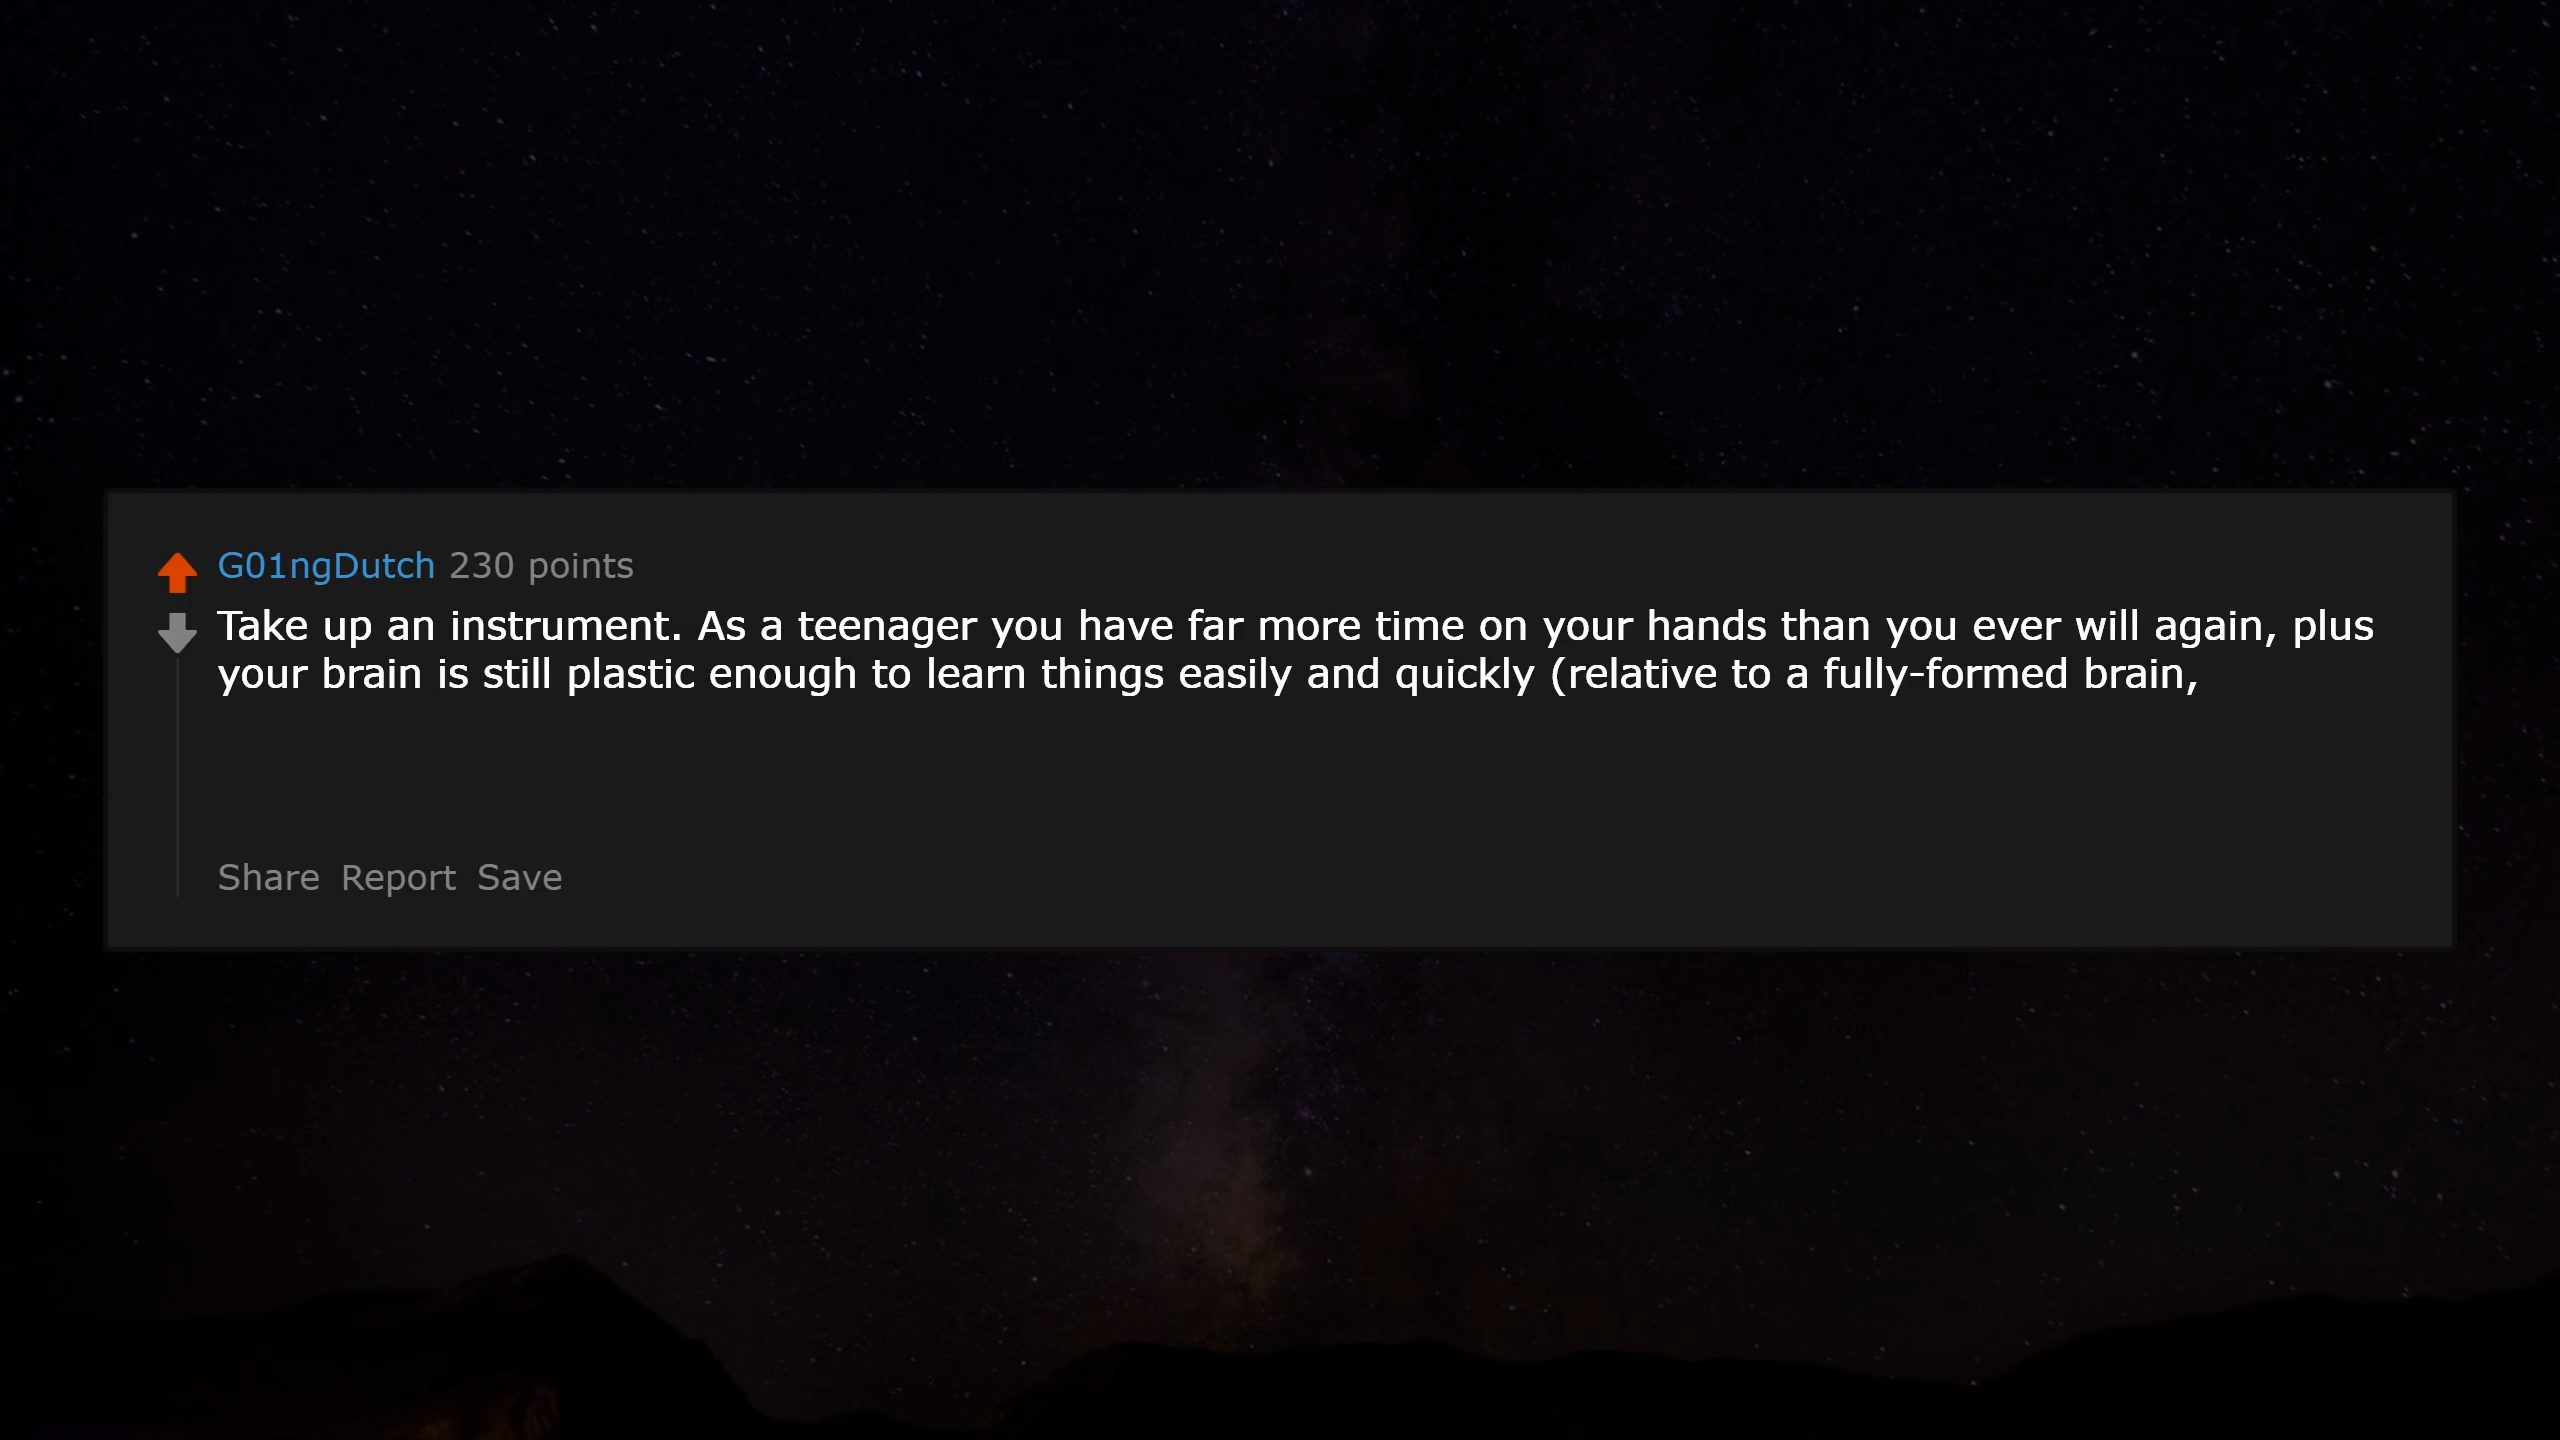 G01ngDutch 230 points
Take up an instrument. As a teenager you have far more time on your hands than you ever will again, plus
your brain is still plastic enough to learn things easily and quickly (relative to a fully-formed brain,
Share Report Save